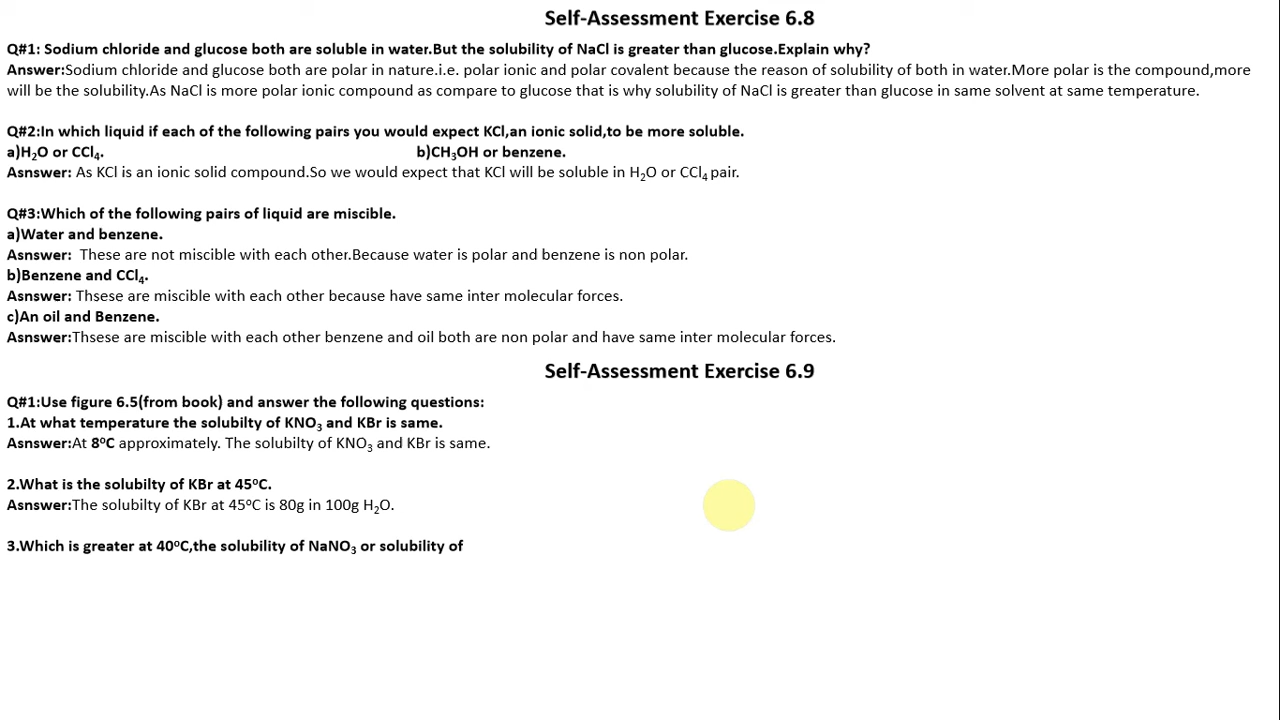 Self-Assessment Exercise 6.8
Q#1: Sodium chloride and glucose both are soluble in water.But the solubility of NaCl is greater than glucose.Explain why?
Answer:Sodium chloride and glucose both are polar in nature.i.e. polar ionic and polar covalent because the reason of solubility of both in water.More polar is the compound,more
will be the solubility.As NaCl is more polar ionic compound as compare to glucose that is why solubility of NaCl is greater than glucose in same solvent at same temperature.
Q#2:In which liquid if each of the following pairs you would expect KCl,an ionic solid,to be more soluble.
a)H₂O or CCl₄. b)CH₃OH or benzene.
Asnswer: As KCl is an ionic solid compound.So we would expect that KCl will be soluble in H₂O or CCl₄ pair.
Q#3:Which of the following pairs of liquid are miscible.
a)Water and benzene.
Asnswer: These are not miscible with each other.Because water is polar and benzene is non polar.
b)Benzene and CCl₄.
Asnswer: Thsese are miscible with each other because have same inter molecular forces.
c)An oil and Benzene.
Asnswer:Thsese are miscible with each other benzene and oil both are non polar and have same inter molecular forces.
Self-Assessment Exercise 6.9
Q#1:Use figure 6.5(from book) and answer the following questions:
1.At what temperature the solubilty of KNO₃ and KBr is same.
Asnswer:At 8ºC approximately. The solubilty of KNO₃ and KBr is same.
2.What is the solubilty of KBr at 45ºC.
Asnswer:The solubilty of KBr at 45ºC is 80g in 100g H₂O.
3.Which is greater at 40ºC,the solubility of NaNO₃ or solubility of